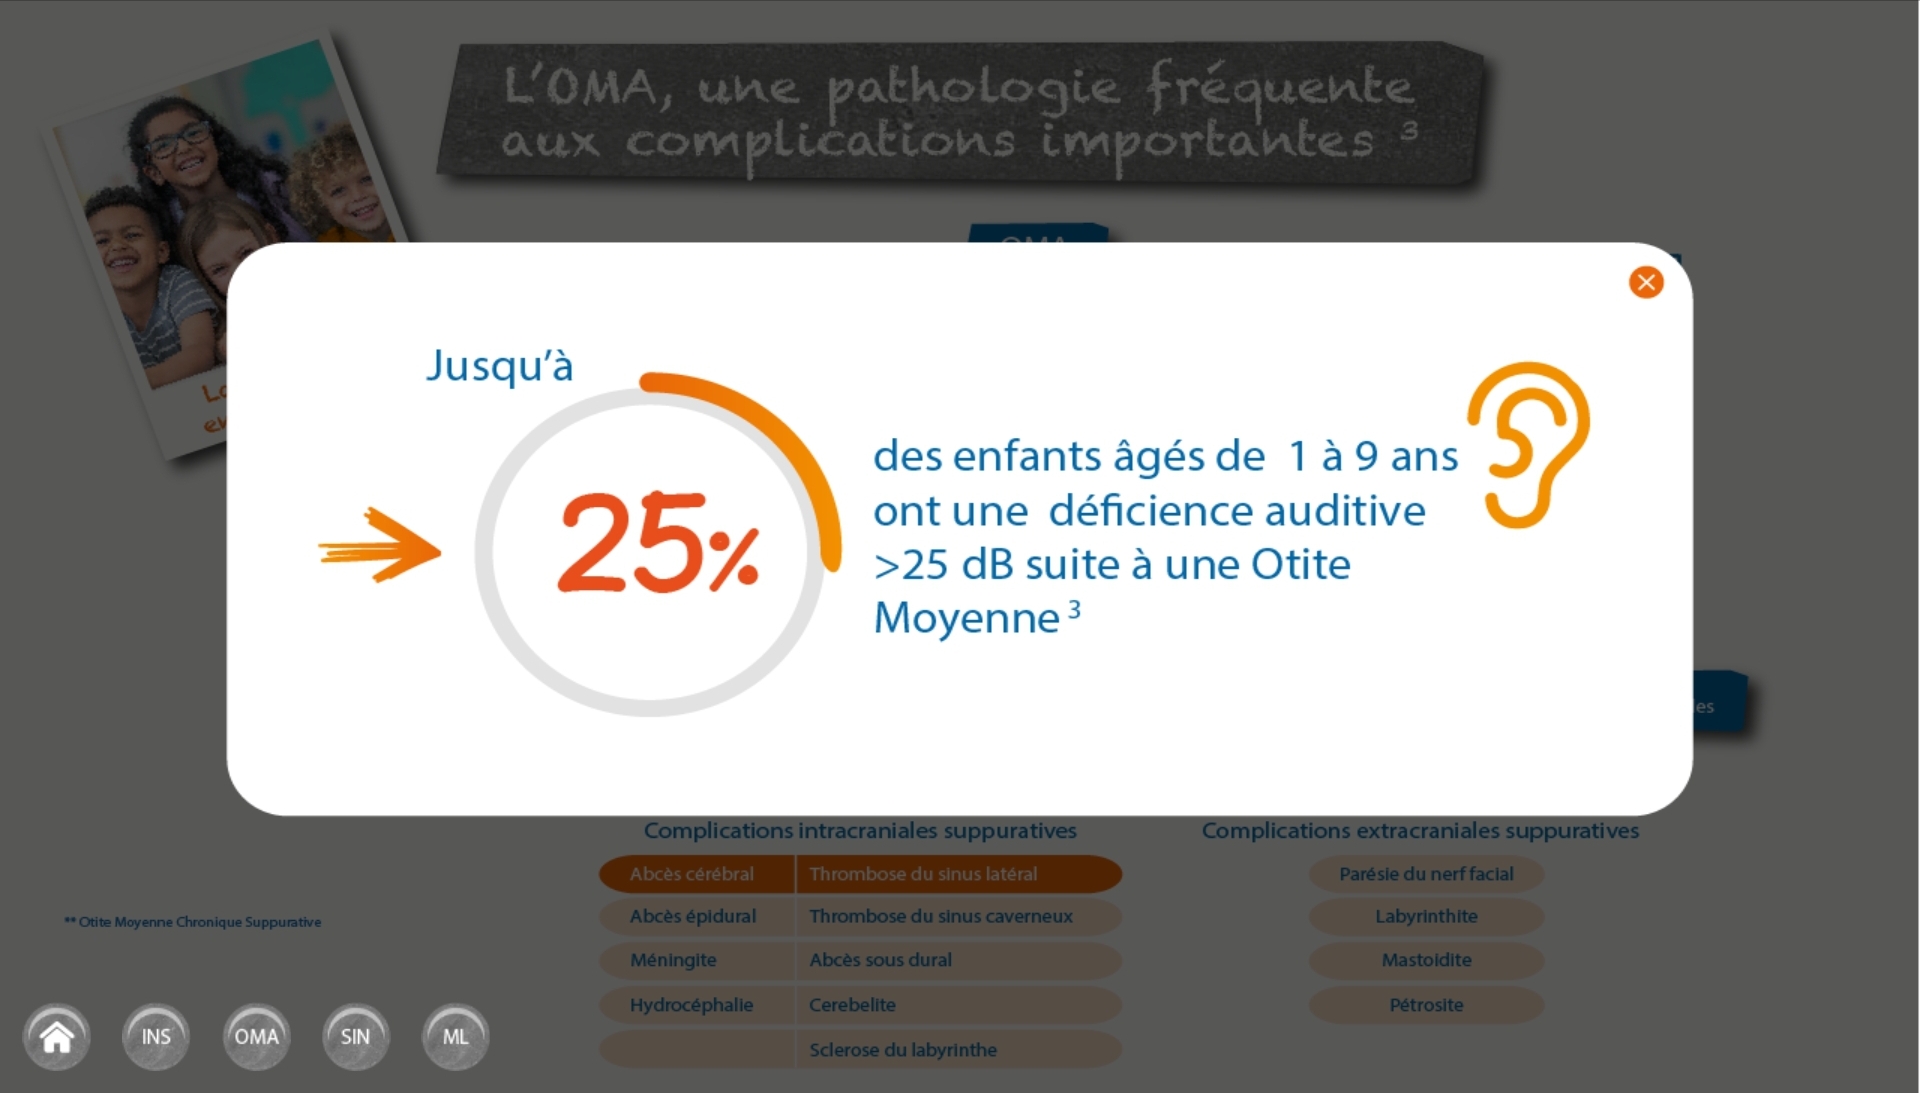 L'OMA, une pathologie fréquente
aux complications importantes 3
OMA
Jusqu'à
25%
des enfants âgés de 1 à 9 ans
ont une déficience auditive
>25 dB suite à une Otite
Moyenne 3
Complications intracraniales suppuratives
Complications extracraniales suppuratives
Abcès cérébral Thrombose du sinus latéral
Parésie du nerf facial
Abcès épidural Thrombose du sinus caverneux
Labyrinthite
** Otite Moyenne Chronique Suppurative
Méningite Abcès sous dural
Mastoidite
Hydrocéphalie Cerebelite
Pétrosite
Sclerose du labyrinthe
INS
OMA
SIN
ML